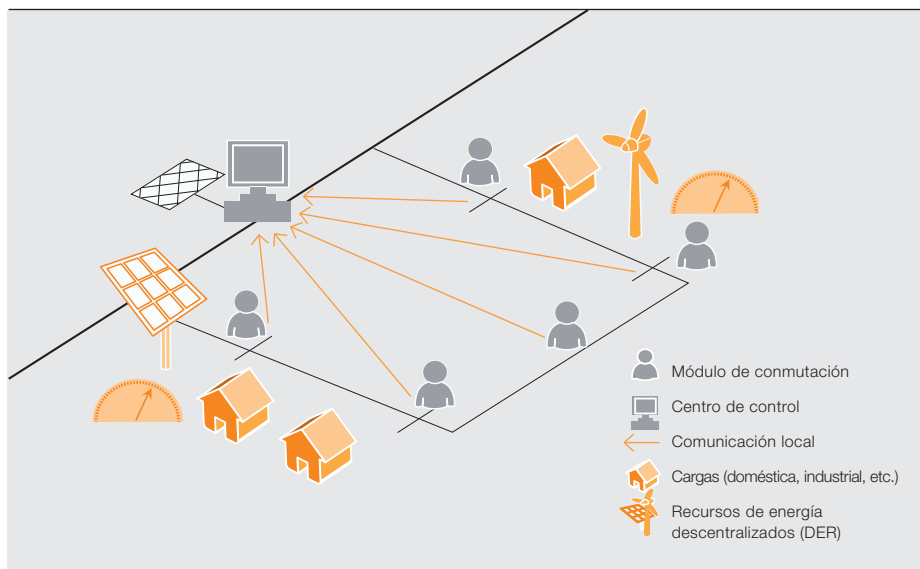 Módulo de conmutación
Centro de control
Comunicación local
Cargas (doméstica, industrial, etc.)
Recursos de energía
descentralizados (DER)